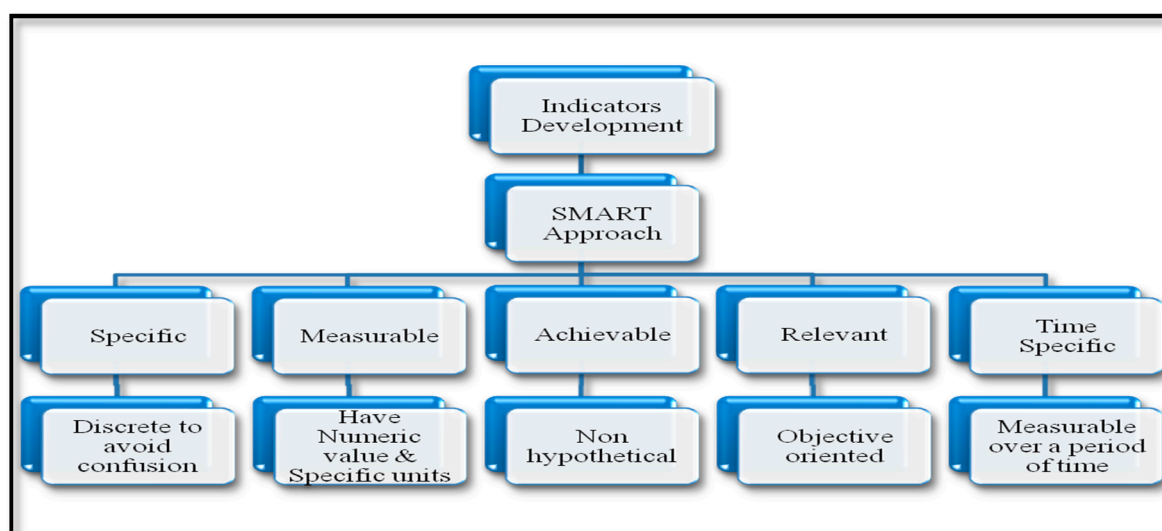 Indicators
Development
SMART
Approach
Specific
Measurable
Achievable
Relevant
Time
Specific
Discrete to
avoid
confusion
Have
Numeric
value &
Specific units
Non
hypothetical
Objective
oriented
Measurable
over a period
of time